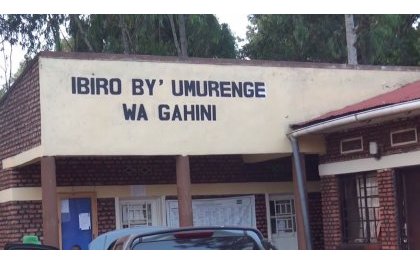 IBIRO BY' UMURENGE
WA GAHINI